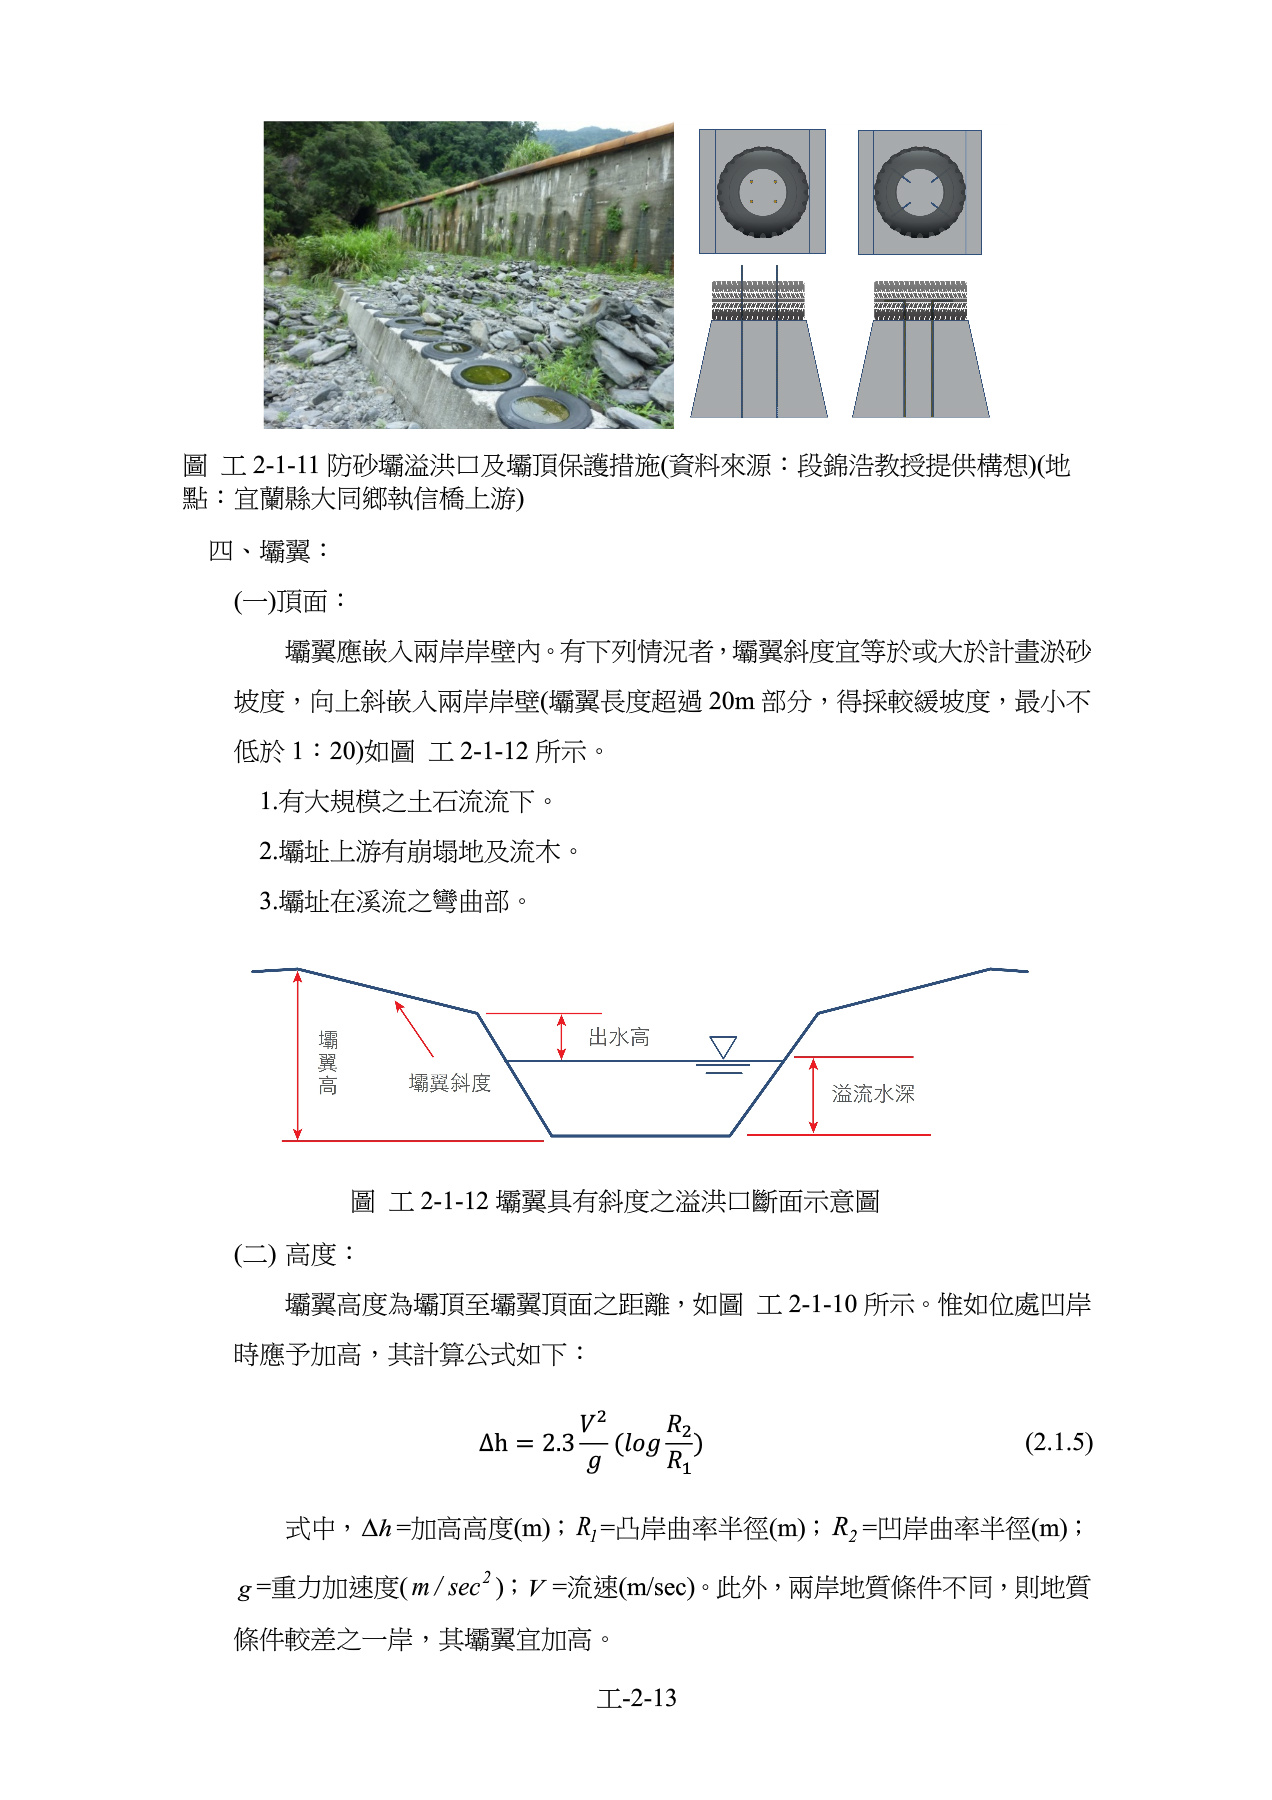 圖 工 2-1-11 防砂壩溢洪口及壩頂保護措施(資料來源：段錦浩教授提供構想)(地
點：宜蘭縣大同鄉執信橋上游)
四、壩翼：
(一)頂面：
壩翼應嵌入兩岸岸壁內。有下列情況者，壩翼斜度宜等於或大於計畫淤砂
坡度，向上斜嵌入兩岸岸壁(壩翼長度超過 20m 部分，得採較緩坡度，最小不
低於 1：20)如圖 工 2-1-12 所示。
1.有大規模之土石流流下。
2.壩址上游有崩塌地及流木。
3.壩址在溪流之彎曲部。
壩翼高
出水高
壩翼斜度
溢流水深
圖 工 2-1-12 壩翼具有斜度之溢洪口斷面示意圖
(二) 高度：
壩翼高度為壩頂至壩翼頂面之距離，如圖 工 2-1-10 所示。惟如位處凹岸
時應予加高，其計算公式如下：
Δh = 2.3 V²/g (log R₂/R₁) (2.1.5)
式中，Δh =加高高度(m)；R₁=凸岸曲率半徑(m)；R₂=凹岸曲率半徑(m)；
g =重力加速度( m / sec² )；V =流速(m/sec)。此外，兩岸地質條件不同，則地質
條件較差之一岸，其壩翼宜加高。
工-2-13